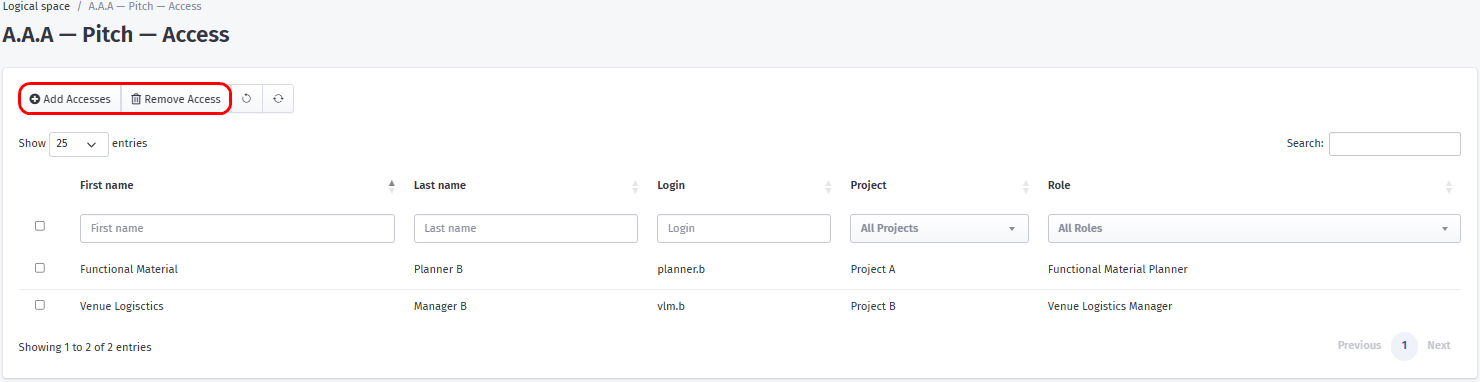 Logical space / A.A.A — Pitch — Access
A.A.A — Pitch — Access
Add Accesses Remove Access
Show 25 entries Search:
First name Last name Login Project Role
First name Last name Login All Projects All Roles
Functional Material Planner B planner.b Project A Functional Material Planner
Venue Logisctics Manager B vlm.b Project B Venue Logistics Manager
Showing 1 to 2 of 2 entries Previous 1 Next